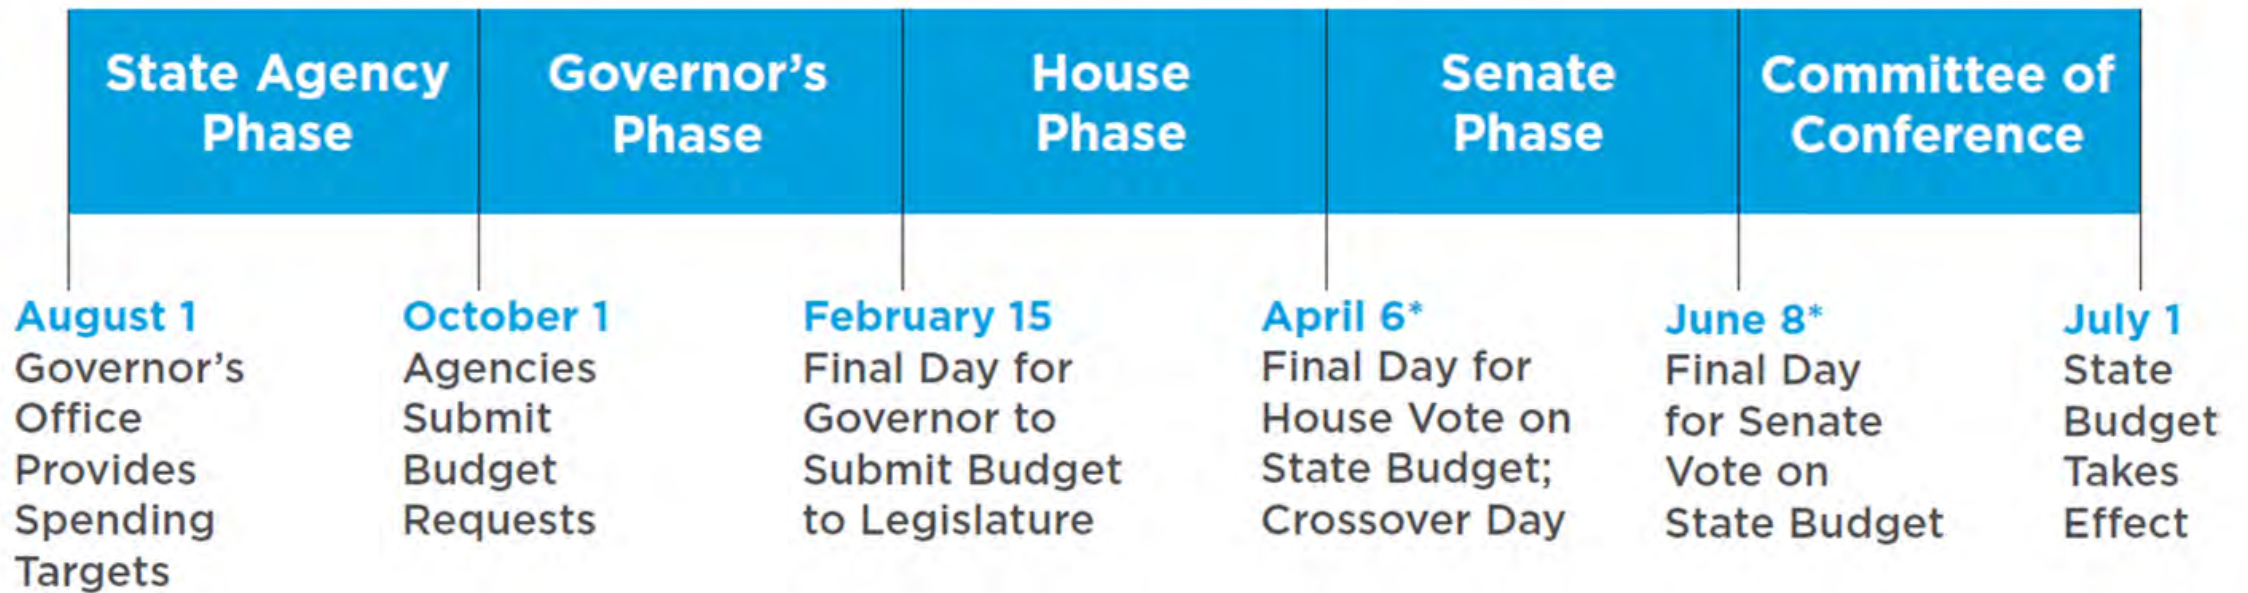 State Agency
Phase
Governor's
Phase
House
Phase
Senate
Phase
Committee of
Conference
August 1
Governor's
Office
Provides
Spending
Targets
October 1
Agencies
Submit
Budget
Requests
February 15
Final Day for
Governor to
Submit Budget
to Legislature
April 6*
Final Day for
House Vote on
State Budget;
Crossover Day
June 8*
Final Day
for Senate
Vote on
State Budget
July 1
State
Budget
Takes
Effect